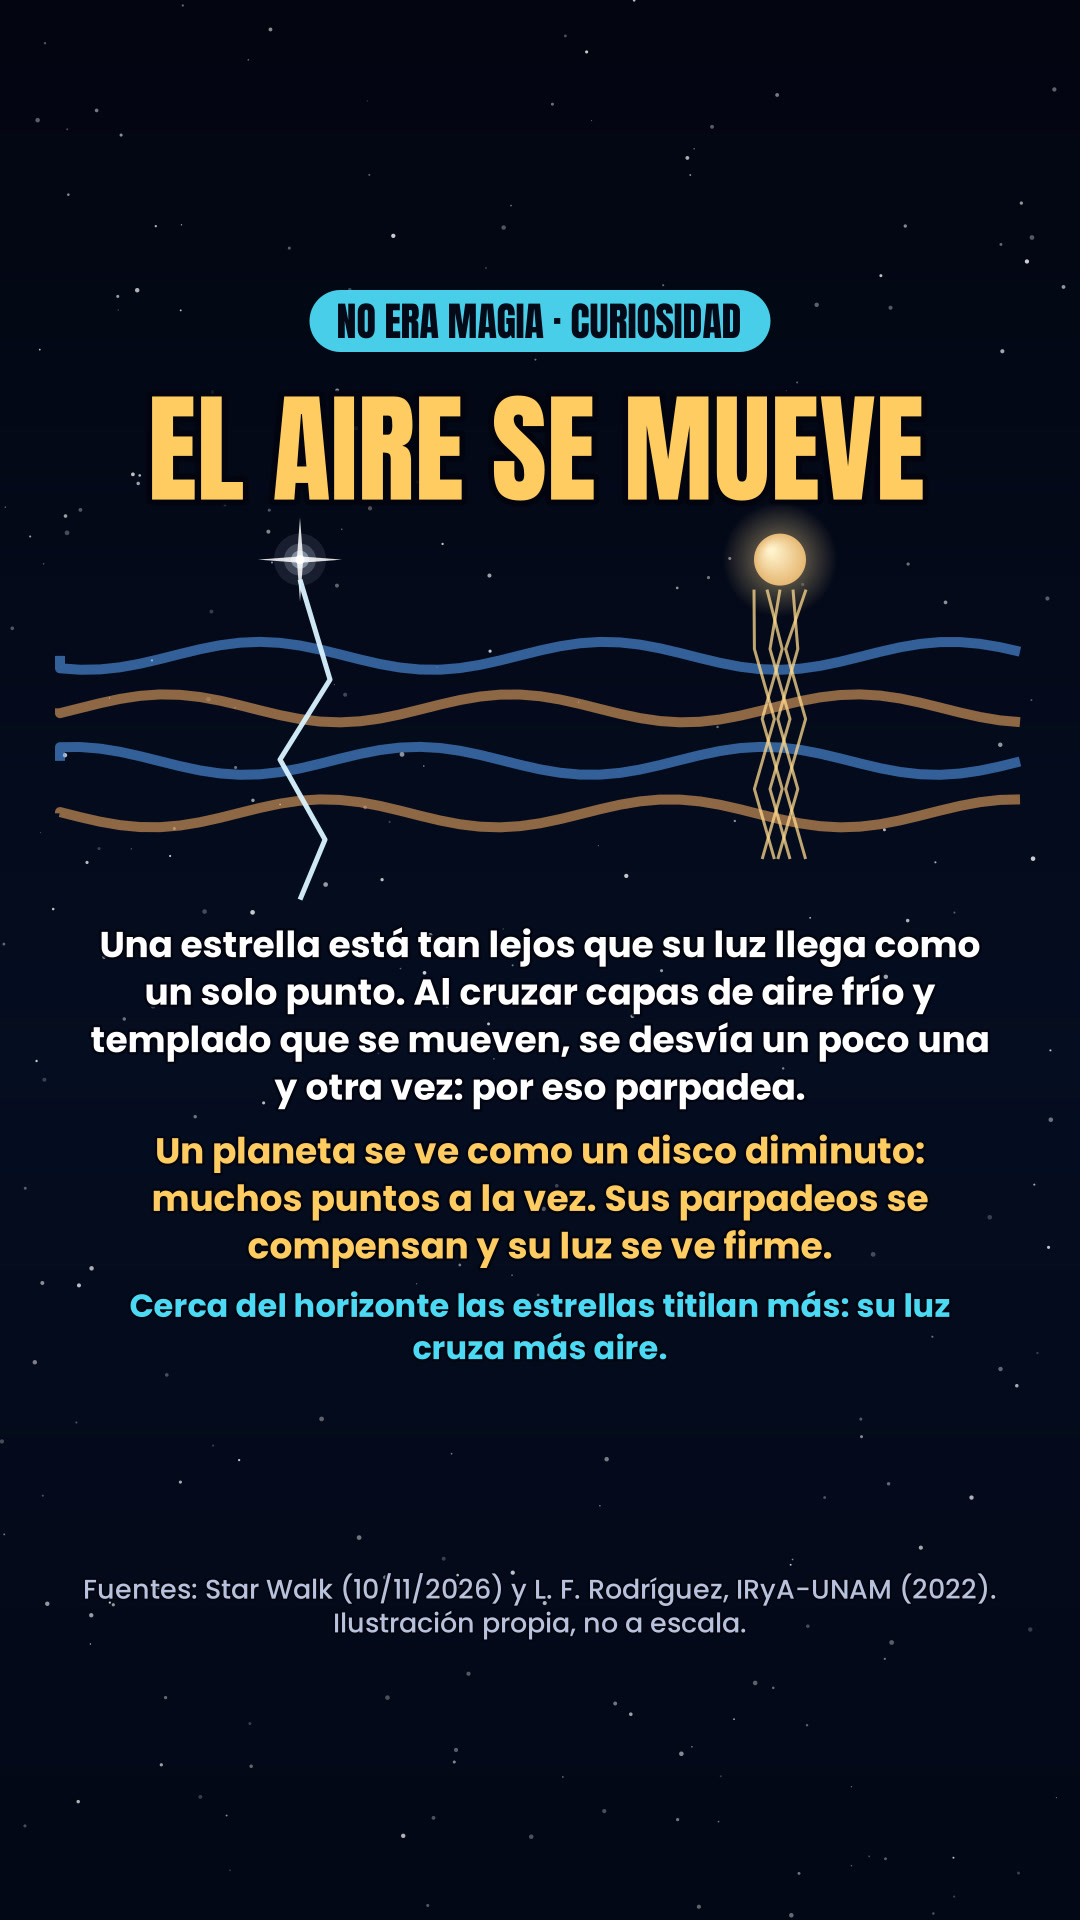 NO ERA MAGIA · CURIOSIDAD
EL AIRE SE MUEVE
Una estrella está tan lejos que su luz llega como
un solo punto. Al cruzar capas de aire frío y
templado que se mueven, se desvía un poco una
y otra vez: por eso parpadea.
Un planeta se ve como un disco diminuto:
muchos puntos a la vez. Sus parpadeos se
compensan y su luz se ve firme.
Cerca del horizonte las estrellas titilan más: su luz
cruza más aire.
Fuentes: Star Walk (10/11/2026) y L. F. Rodríguez, IRyA-UNAM (2022).
Ilustración propia, no a escala.